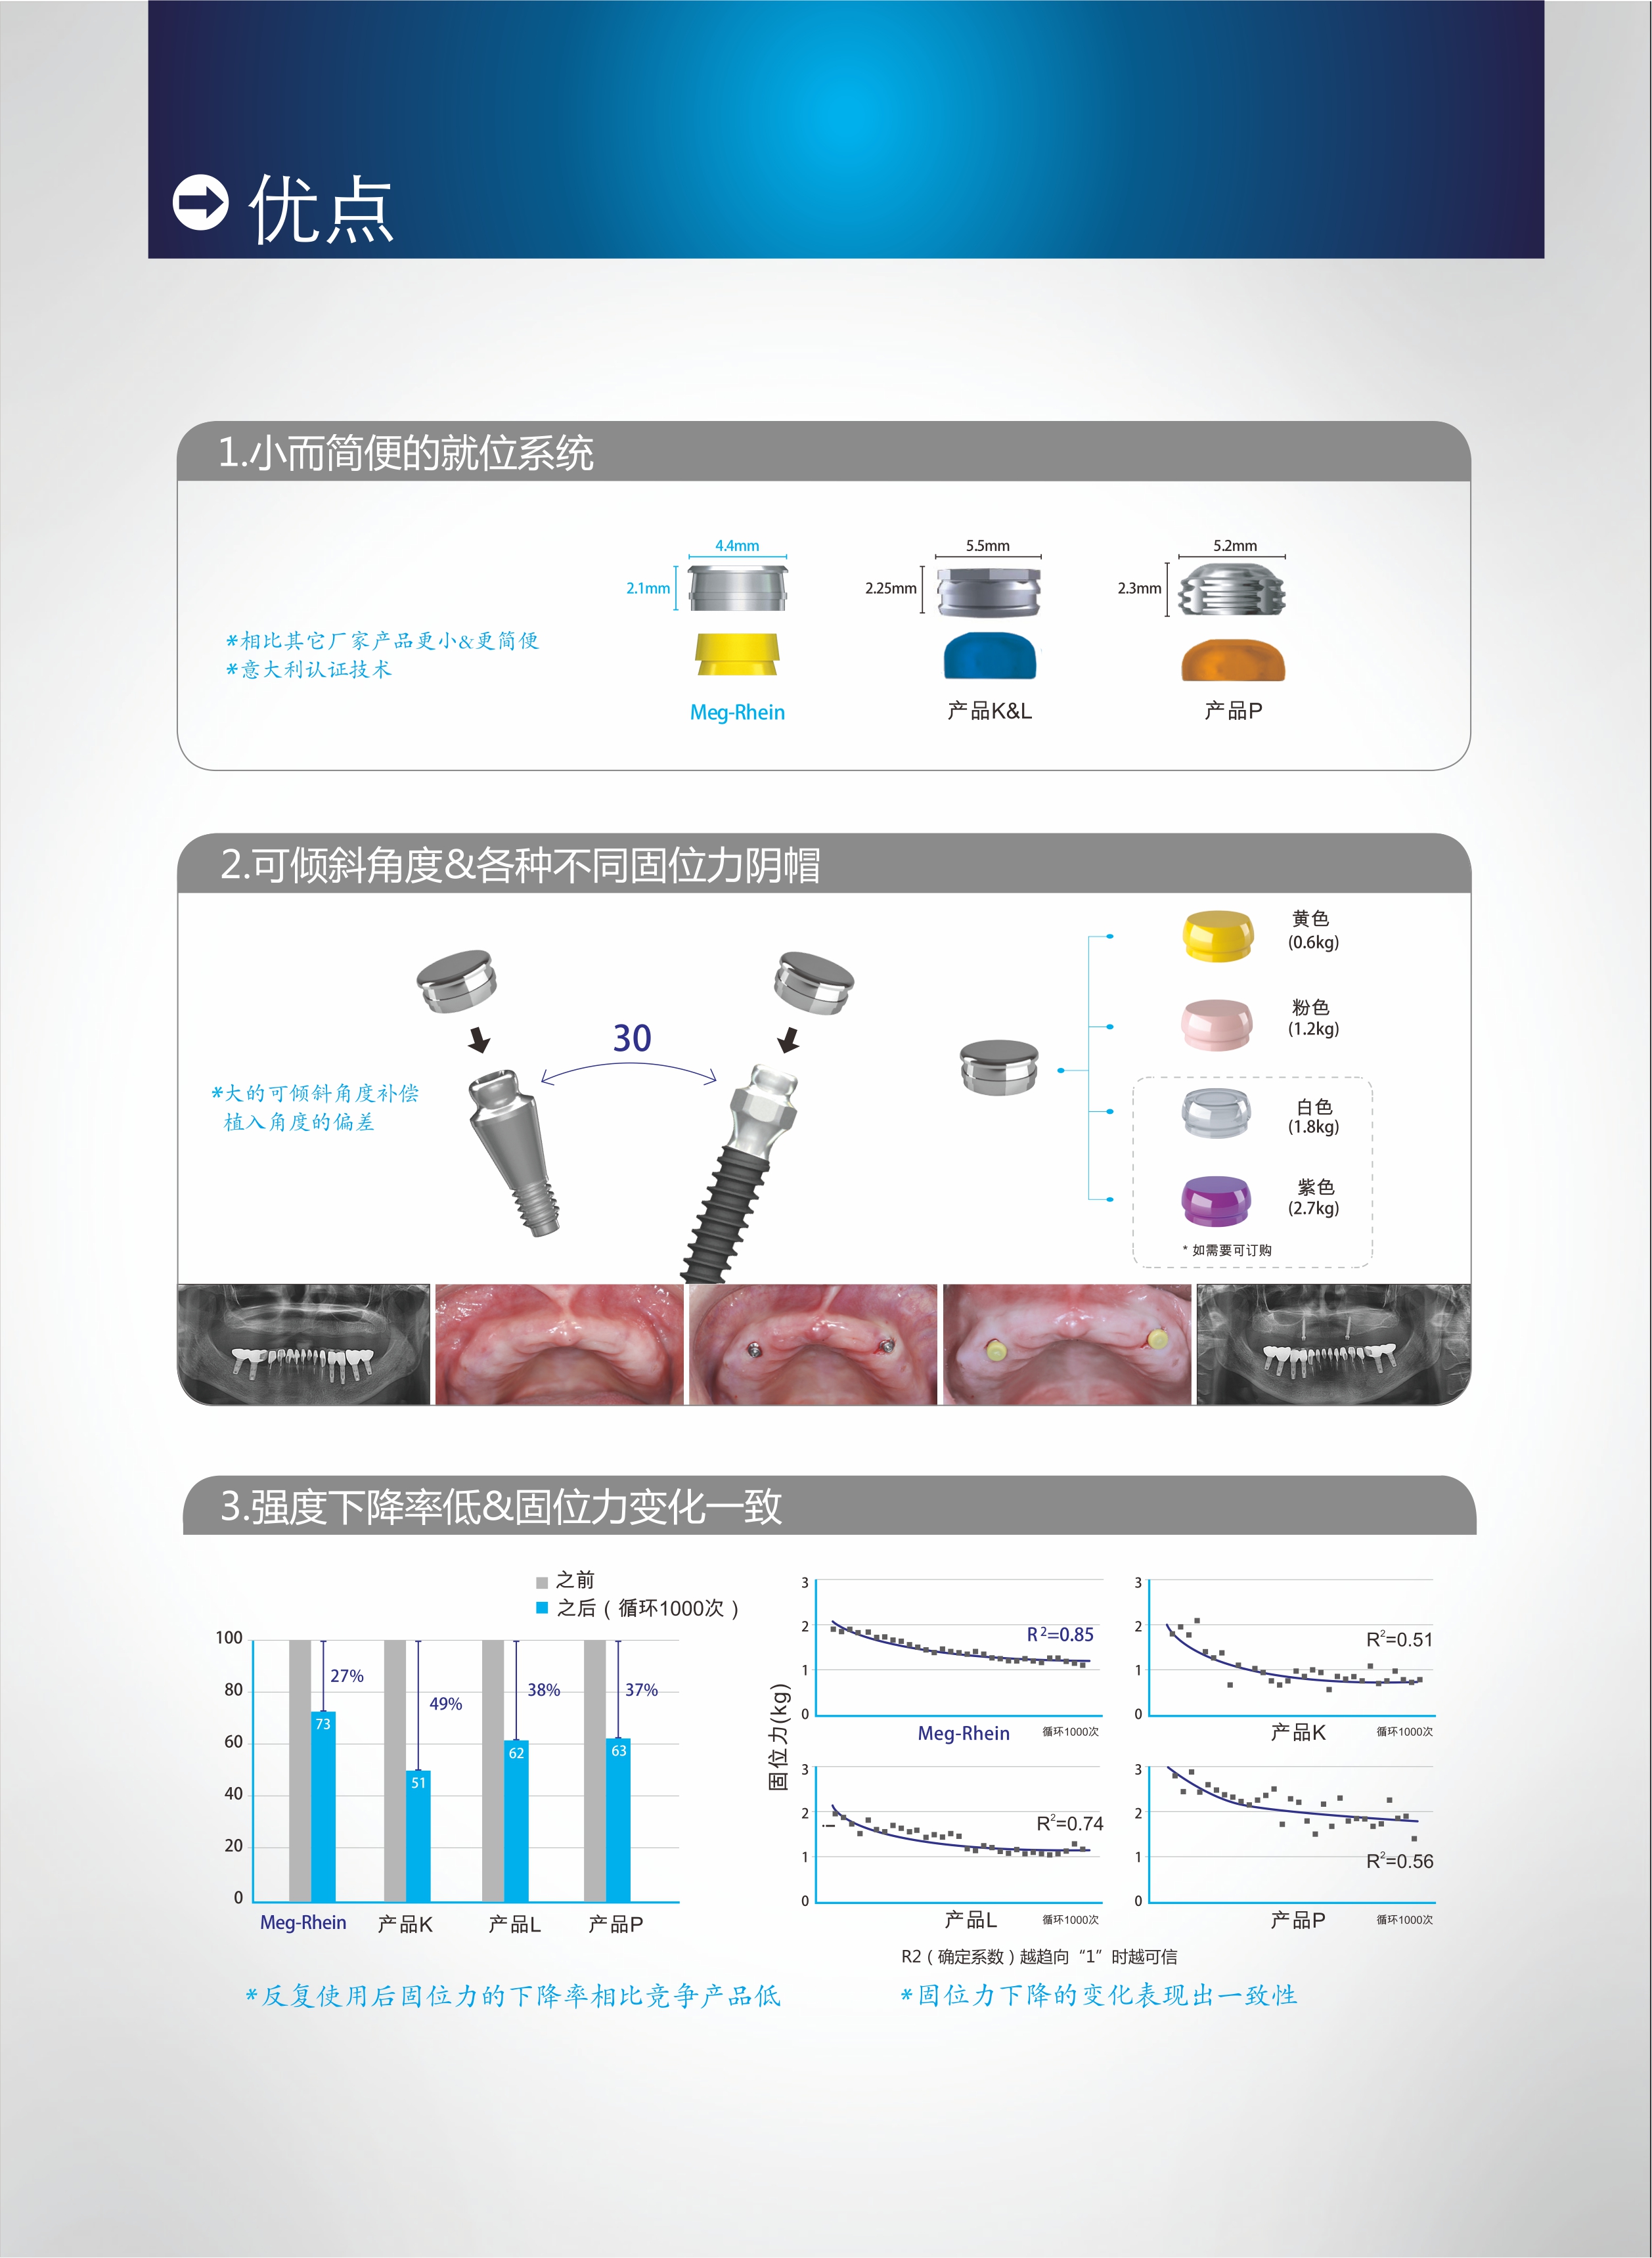 优点
1.小而简便的就位系统
*相比其它厂家产品更小&更简便
*意大利认证技术
4.4mm
2.1mm
Meg-Rhein
5.5mm
2.25mm
产品K&L
5.2mm
2.3mm
产品P
2.可倾斜角度&各种不同固位力阴帽
*大的可倾斜角度补偿
植入角度的偏差
30
黄色
(0.6kg)
粉色
(1.2kg)
白色
(1.8kg)
紫色
(2.7kg)
* 如需要可订购
3.强度下降率低&固位力变化一致
之前
之后(循环1000次)
100
80
60
40
20
0
27%
49%
38%
37%
73
51
62
63
Meg-Rhein
产品K
产品L
产品P
固位力(kg)
3
2
1
0
R²=0.85
Meg-Rhein
循环1000次
3
2
1
0
R²=0.51
产品K
循环1000次
3
2
1
0
R²=0.74
产品L
循环1000次
3
2
1
0
R²=0.56
产品P
循环1000次
R2(确定系数)越趋向“1”时越可信
*反复使用后固位力的下降率相比竞争产品低
*固位力下降的变化表现出一致性